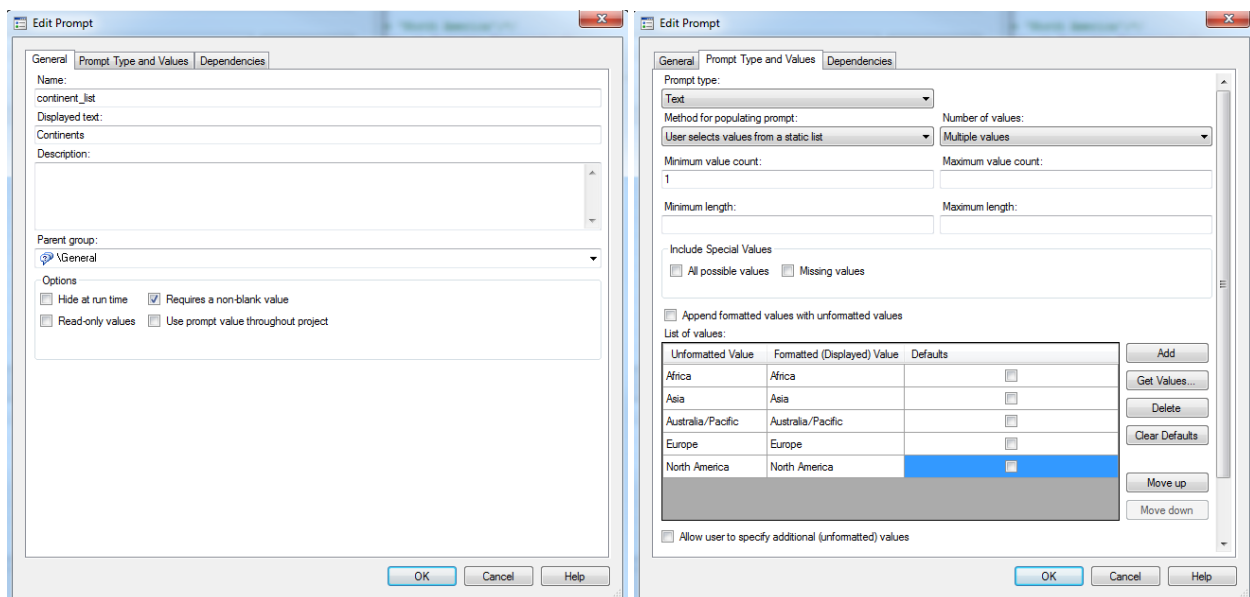 Edit Prompt
General Prompt Type and Values Dependencies
Name:
continent_list
Displayed text:
Continents
Description:
Parent group:
\General
Options
Hide at run time Requires a non-blank value
Read-only values Use prompt value throughout project
OK Cancel Help
Edit Prompt
General Prompt Type and Values Dependencies
Prompt type:
Text
Method for populating prompt: Number of values:
User selects values from a static list Multiple values
Minimum value count: Maximum value count:
1
Minimum length: Maximum length:
Include Special Values
All possible values Missing values
Append formatted values with unformatted values
List of values:
Unformatted Value Formatted (Displayed) Value Defaults Add
Africa Africa
Get Values...
Asia Asia
Delete
Australia/Pacific Australia/Pacific
Clear Defaults
Europe Europe
North America North America
Move up
Move down
Allow user to specify additional (unformatted) values
OK Cancel Help